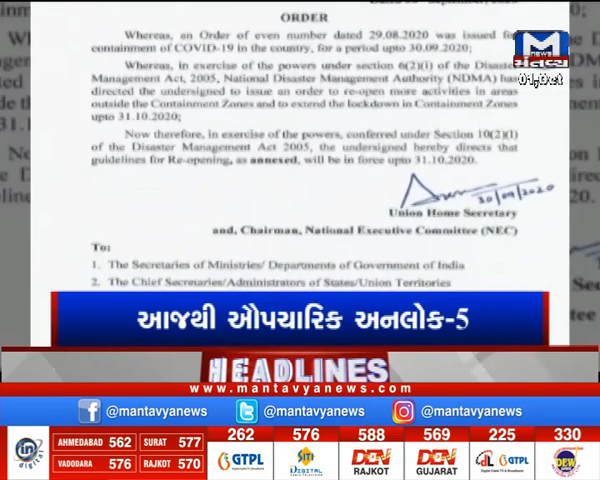 ORDER
Whereas, an Order of even number dated 29.08.2020 was issued for
containment of COVID-19 in the country, for a period upto 30.09.2020;
Whereas, in exercise of the powers under section 6(2)(i) of the Disaster
Management Act, 2005, National Disaster Management Authority (NDMA) has
directed the undersigned to issue an order to re-open more activities in areas
outside the Containment Zones and to extend the lockdown in Containment Zones
upto 31.10.2020;
Now therefore, in exercise of the powers, conferred under Section 10(2)(l)
of the Disaster Management Act 2005, the undersigned hereby directs that
guidelines for Re-opening, as annexed, will be in force upto 31.10.2020.
30/09/2020
Union Home Secretary
and, Chairman, National Executive Committee (NEC)
To:
1. The Secretaries of Ministries/ Departments of Government of India
2. The Chief Secretaries/Administrators of States/Union Territories
મંતવ્ય
આજથી ઔપચારિક અનલોક-5
HEADLINES
www.mantavyanews.com
@mantavyanews @mantavyanews @mantavyanews
in digital
AHMEDABAD 562 SURAT 577
VADODARA 576 RAJKOT 570
262 576 588 569 225 330
GTPL SITI DIGITAL DEN RAJKOT DEN GUJARAT GTPL DEW